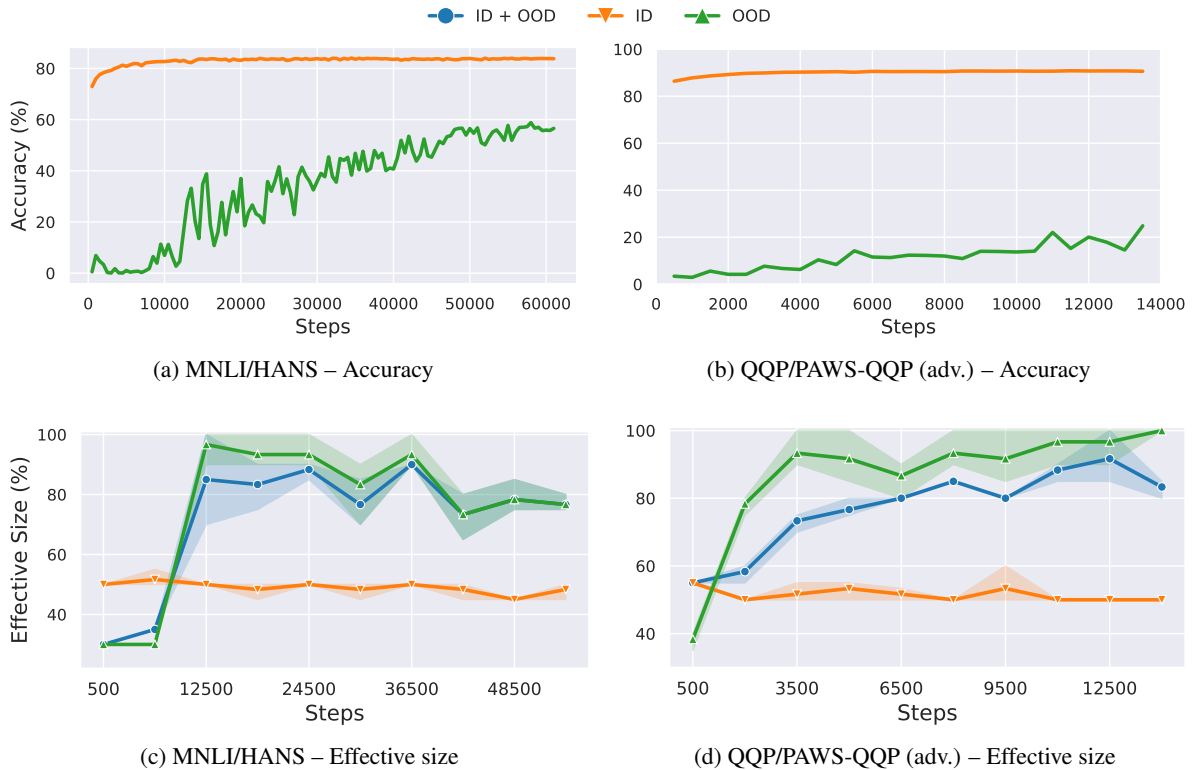 ID + OOD ID OOD
Accuracy (%)
80
60
40
20
0
0 10000 20000 30000 40000 50000 60000
Steps
(a) MNLI/HANS – Accuracy
100
80
60
40
20
0
0 2000 4000 6000 8000 10000 12000 14000
Steps
(b) QQP/PAWS-QQP (adv.) – Accuracy
Effective Size (%)
100
80
60
40
500 12500 24500 36500 48500
Steps
(c) MNLI/HANS – Effective size
100
80
60
40
500 3500 6500 9500 12500
Steps
(d) QQP/PAWS-QQP (adv.) – Effective size